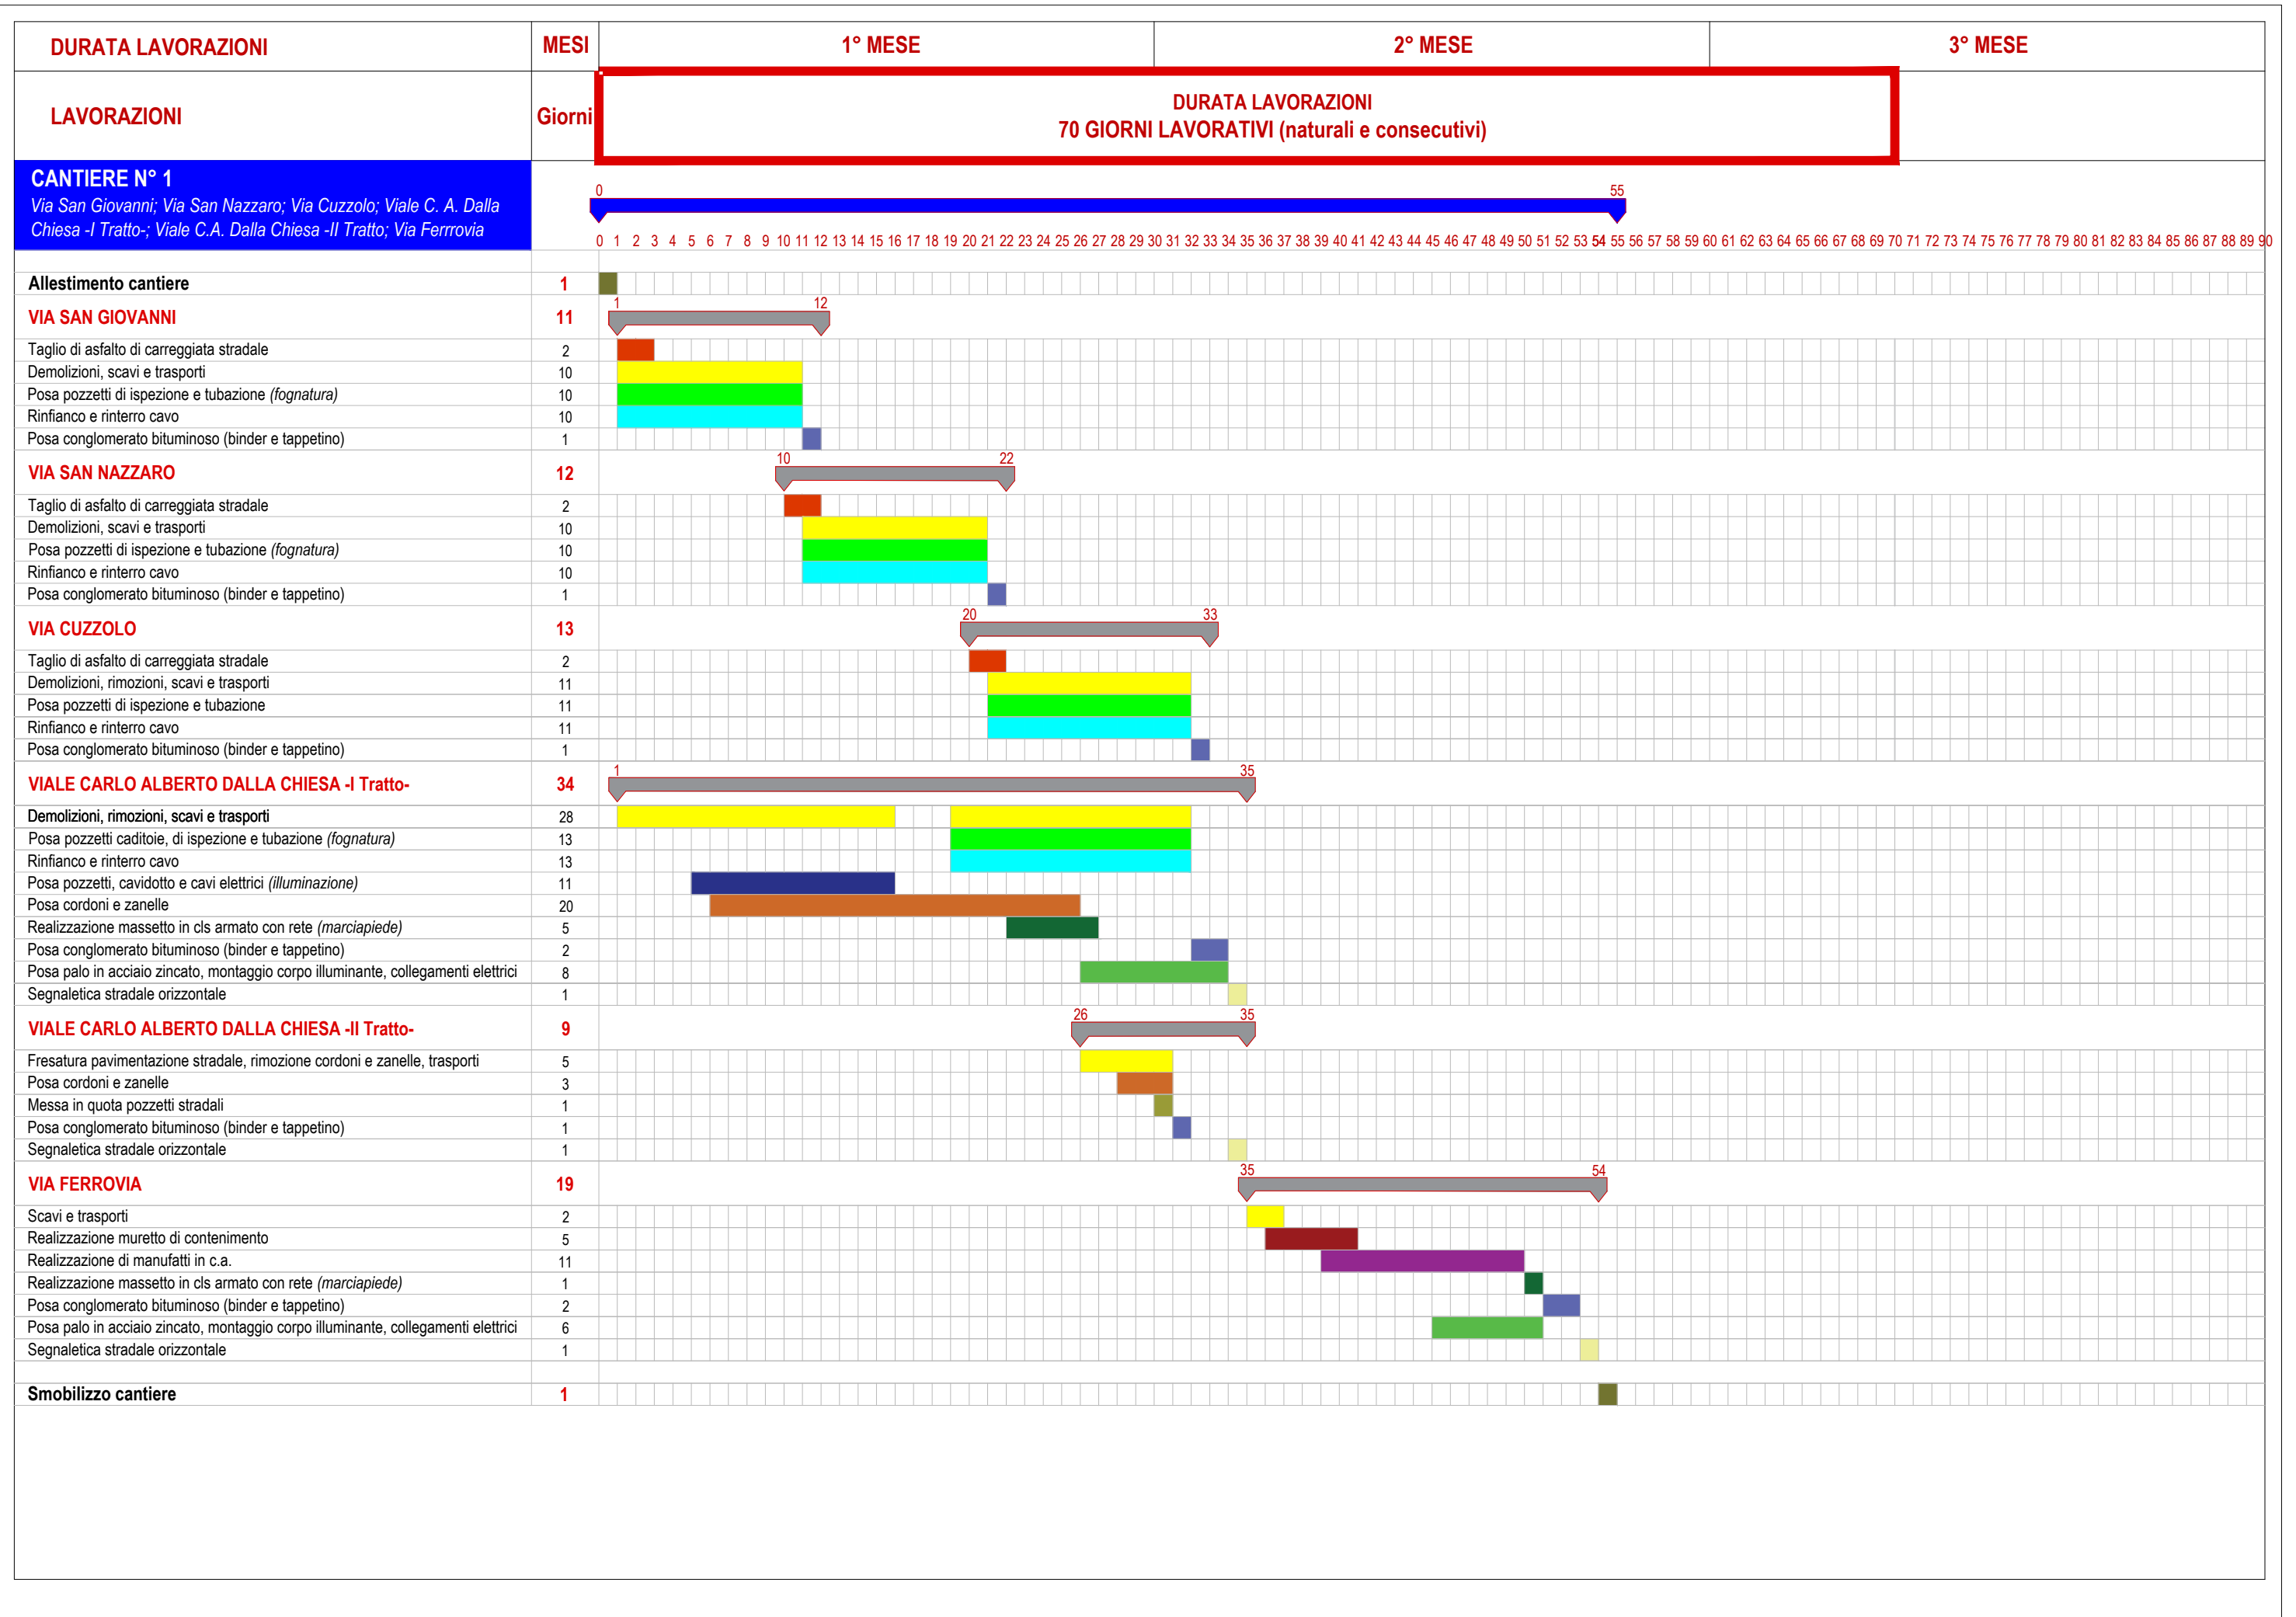 DURATA LAVORAZIONI MESI 1° MESE 2° MESE 3° MESE
LAVORAZIONI Giorni
DURATA LAVORAZIONI
70 GIORNI LAVORATIVI (naturali e consecutivi)
CANTIERE N° 1
Via San Giovanni; Via San Nazzaro; Via Cuzzolo; Viale C. A. Dalla
Chiesa -I Tratto-; Viale C.A. Dalla Chiesa -II Tratto; Via Ferrrovia
0 55
0 1 2 3 4 5 6 7 8 9 10 11 12 13 14 15 16 17 18 19 20 21 22 23 24 25 26 27 28 29 30 31 32 33 34 35 36 37 38 39 40 41 42 43 44 45 46 47 48 49 50 51 52 53 54 55 56 57 58 59 60 61 62 63 64 65 66 67 68 69 70 71 72 73 74 75 76 77 78 79 80 81 82 83 84 85 86 87 88 89 90
Allestimento cantiere 1
1 12
VIA SAN GIOVANNI 11
Taglio di asfalto di carreggiata stradale 2
Demolizioni, scavi e trasporti 10
Posa pozzetti di ispezione e tubazione (fognatura) 10
Rinfianco e rinterro cavo 10
Posa conglomerato bituminoso (binder e tappetino) 1
10 22
VIA SAN NAZZARO 12
Taglio di asfalto di carreggiata stradale 2
Demolizioni, scavi e trasporti 10
Posa pozzetti di ispezione e tubazione (fognatura) 10
Rinfianco e rinterro cavo 10
Posa conglomerato bituminoso (binder e tappetino) 1
20 33
VIA CUZZOLO 13
Taglio di asfalto di carreggiata stradale 2
Demolizioni, rimozioni, scavi e trasporti 11
Posa pozzetti di ispezione e tubazione 11
Rinfianco e rinterro cavo 11
Posa conglomerato bituminoso (binder e tappetino) 1
1 35
VIALE CARLO ALBERTO DALLA CHIESA -I Tratto- 34
Demolizioni, rimozioni, scavi e trasporti 28
Posa pozzetti caditoie, di ispezione e tubazione (fognatura) 13
Rinfianco e rinterro cavo 13
Posa pozzetti, cavidotto e cavi elettrici (illuminazione) 11
Posa cordoni e zanelle 20
Realizzazione massetto in cls armato con rete (marciapiede) 5
Posa conglomerato bituminoso (binder e tappetino) 2
Posa palo in acciaio zincato, montaggio corpo illuminante, collegamenti elettrici 8
Segnaletica stradale orizzontale 1
26 35
VIALE CARLO ALBERTO DALLA CHIESA -II Tratto- 9
Fresatura pavimentazione stradale, rimozione cordoni e zanelle, trasporti 5
Posa cordoni e zanelle 3
Messa in quota pozzetti stradali 1
Posa conglomerato bituminoso (binder e tappetino) 1
Segnaletica stradale orizzontale 1
35 54
VIA FERROVIA 19
Scavi e trasporti 2
Realizzazione muretto di contenimento 5
Realizzazione di manufatti in c.a. 11
Realizzazione massetto in cls armato con rete (marciapiede) 1
Posa conglomerato bituminoso (binder e tappetino) 2
Posa palo in acciaio zincato, montaggio corpo illuminante, collegamenti elettrici 6
Segnaletica stradale orizzontale 1
Smobilizzo cantiere 1